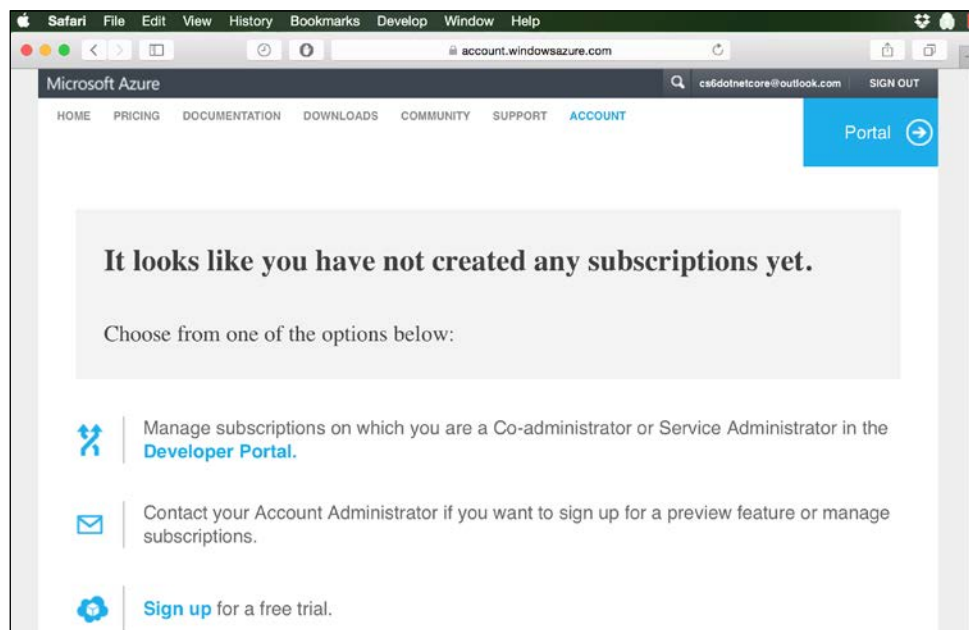 Safari File Edit View History Bookmarks Develop Window Help
account.windowsazure.com
Microsoft Azure cs6dotnetcore@outlook.com SIGN OUT
HOME PRICING DOCUMENTATION DOWNLOADS COMMUNITY SUPPORT ACCOUNT
Portal
It looks like you have not created any subscriptions yet.
Choose from one of the options below:
Manage subscriptions on which you are a Co-administrator or Service Administrator in the
Developer Portal.
Contact your Account Administrator if you want to sign up for a preview feature or manage
subscriptions.
Sign up for a free trial.